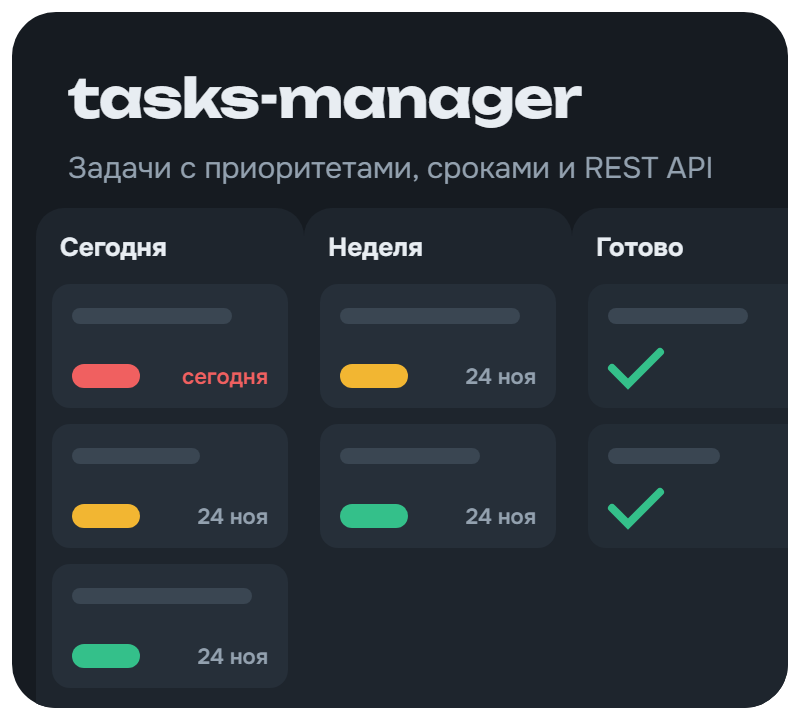 tasks-manager
Задачи с приоритетами, сроками и REST API
Сегодня
сегодня
24 ноя
24 ноя
Неделя
24 ноя
24 ноя
Готово